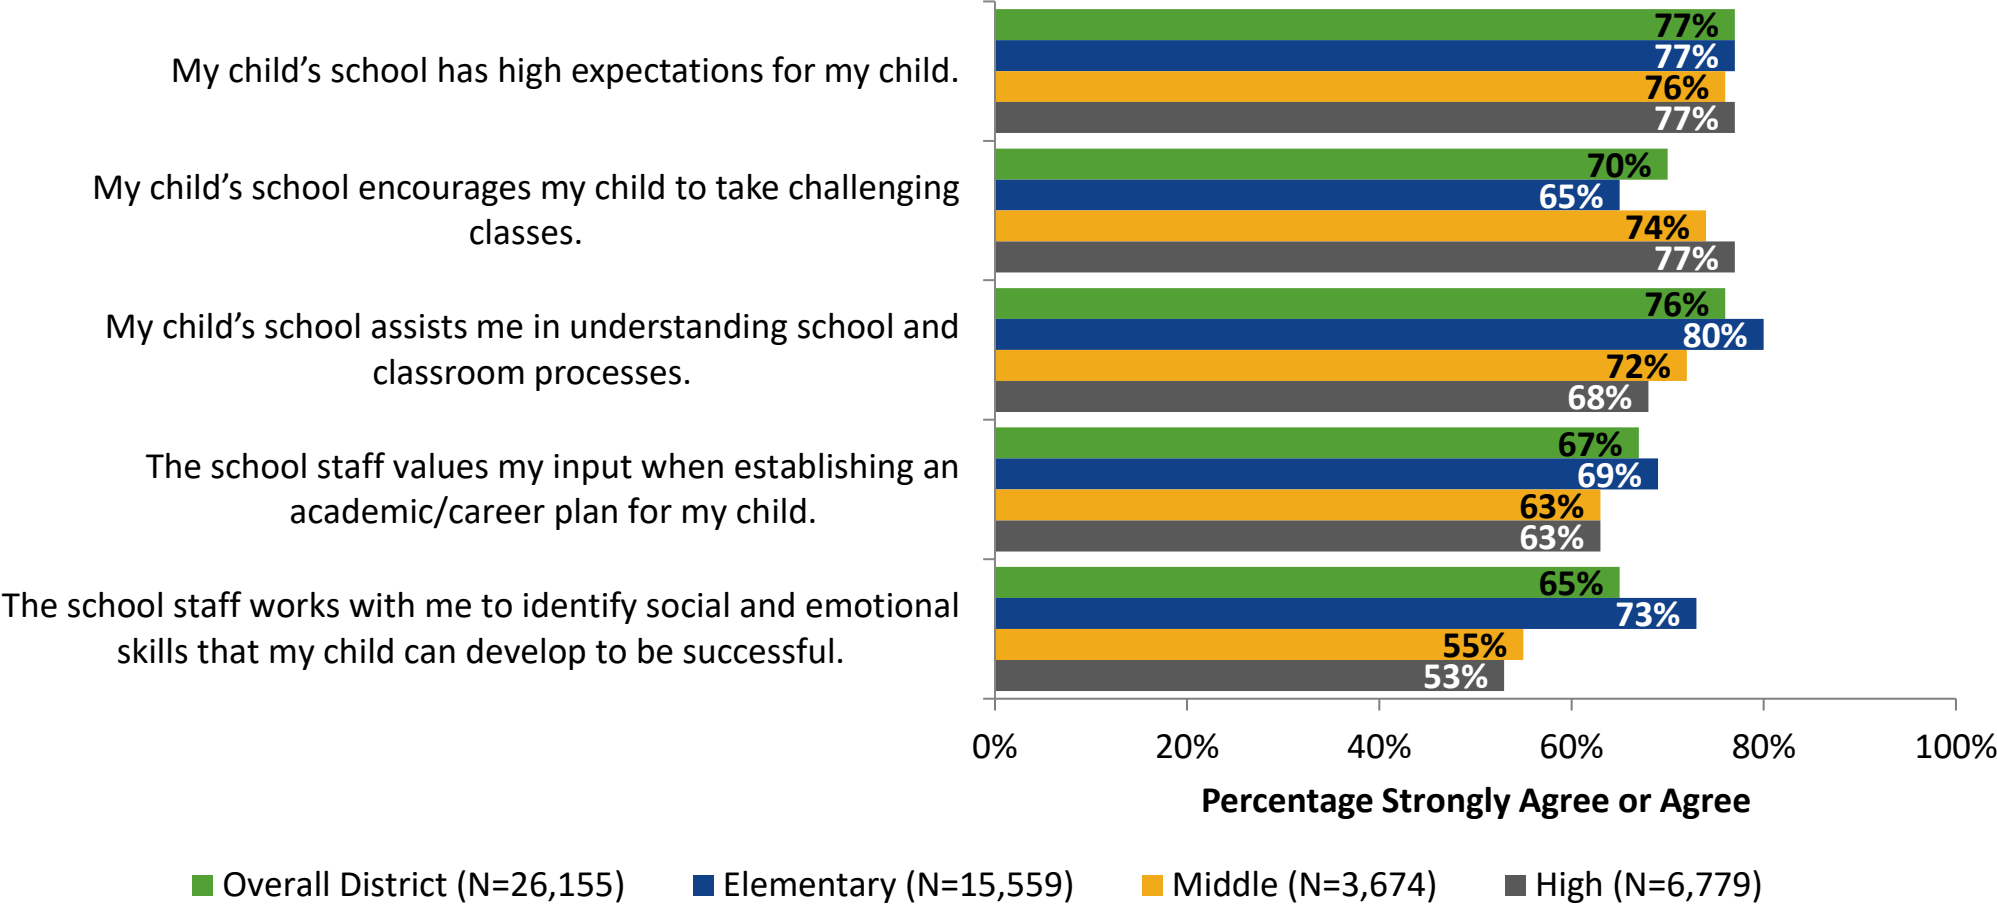 My child’s school has high expectations for my child.
77%
77%
76%
77%
My child’s school encourages my child to take challenging
classes.
70%
65%
74%
77%
My child’s school assists me in understanding school and
classroom processes.
76%
80%
72%
68%
The school staff values my input when establishing an
academic/career plan for my child.
67%
69%
63%
63%
The school staff works with me to identify social and emotional
skills that my child can develop to be successful.
65%
73%
55%
53%
0% 20% 40% 60% 80% 100%
Percentage Strongly Agree or Agree
Overall District (N=26,155) Elementary (N=15,559) Middle (N=3,674) High (N=6,779)